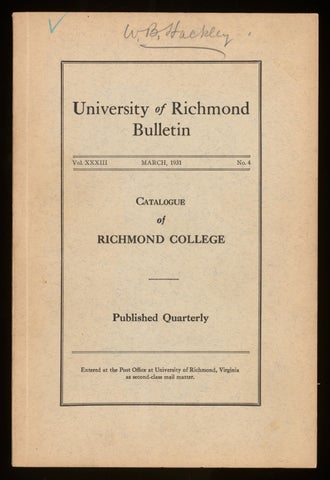 W. B. Hackley.
University of Richmond
Bulletin
Vol. XXXIII MARCH, 1931 No. 4
CATALOGUE
of
RICHMOND COLLEGE
Published Quarterly
Entered at the Post Office at University of Richmond, Virginia
as second-class mail matter.